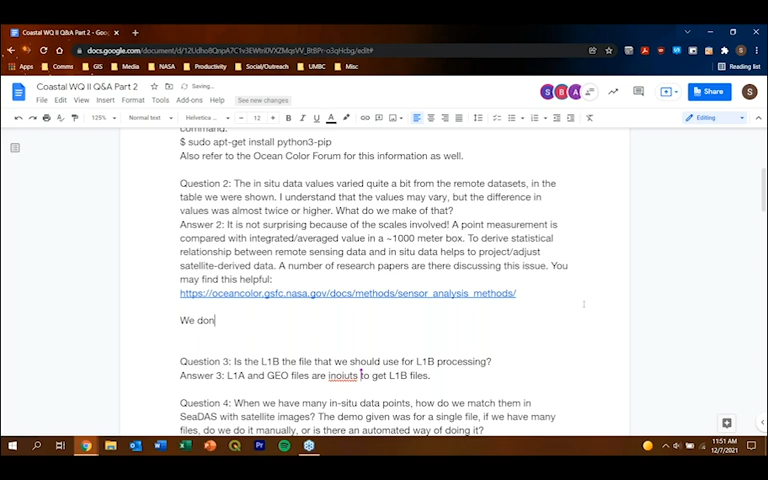 Coastal WQ II Q&A Part 2 - Goo
docs.google.com/document/d/
Apps Comms Media NASA Productivity Social/Outreach UMBC Misc Reading list
Coastal WQ II Q&A Part 2 Saving...
File Edit View Insert Format Tools Add-ons Help See new changes
S B A Share S
125% Normal text Helvetica ... 12 B I U A Editing
command:
$ sudo apt-get install python3-pip
Also refer to the Ocean Color Forum for this information as well.
Question 2: The in situ data values varied quite a bit from the remote datasets, in the
table we were shown. I understand that the values may vary, but the difference in
values was almost twice or higher. What do we make of that?
Answer 2: It is not surprising because of the scales involved! A point measurement is
compared with integrated/averaged value in a ~1000 meter box. To derive statistical
relationship between remote sensing data and in situ data helps to project/adjust
satellite-derived data. A number of research papers are there discussing this issue. You
may find this helpful:
https://oceancolor.gsfc.nasa.gov/docs/methods/sensor_analysis_methods/
We don
Question 3: Is the L1B the file that we should use for L1B processing?
Answer 3: L1A and GEO files are inoiuts to get L1B files.
Question 4: When we have many in-situ data points, how do we match them in
SeaDAS with satellite images? The demo given was for a single file, if we have many
files, do we do it manually, or is there an automated way of doing it?
11:51 AM
12/7/2021